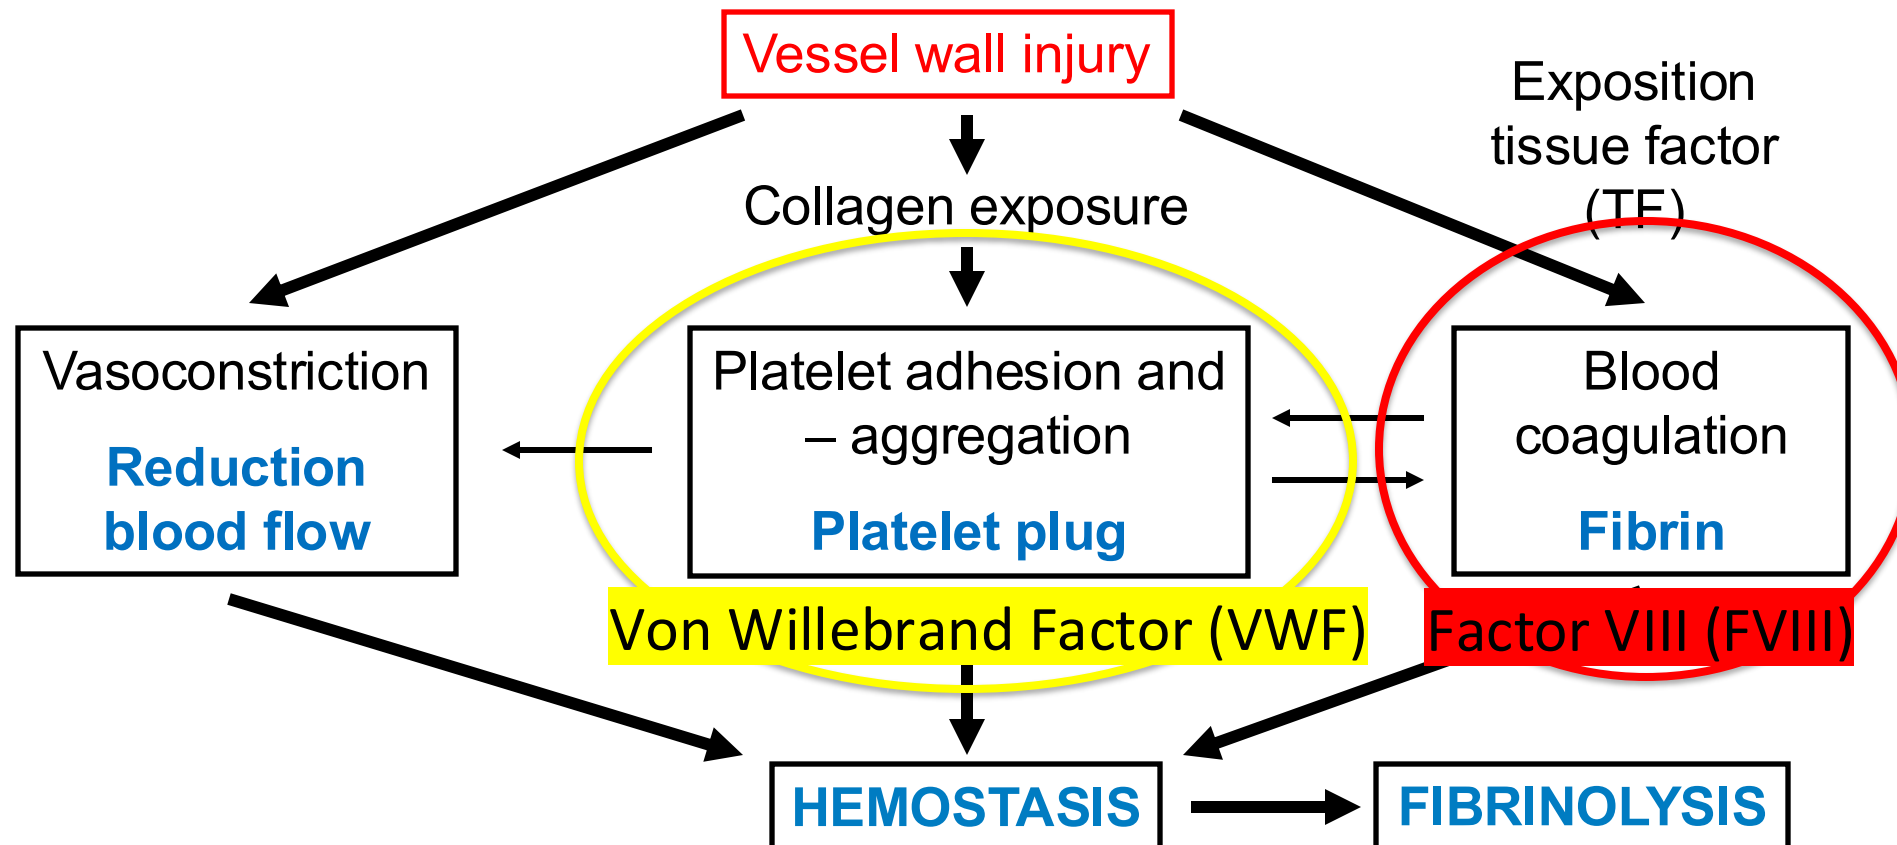 Vessel wall injury
Exposition
tissue factor
(TF)
Collagen exposure
Vasoconstriction
Reduction
blood flow
Platelet adhesion and
– aggregation
Platelet plug
Blood
coagulation
Fibrin
Von Willebrand Factor (VWF)
Factor VIII (FVIII)
HEMOSTASIS
FIBRINOLYSIS